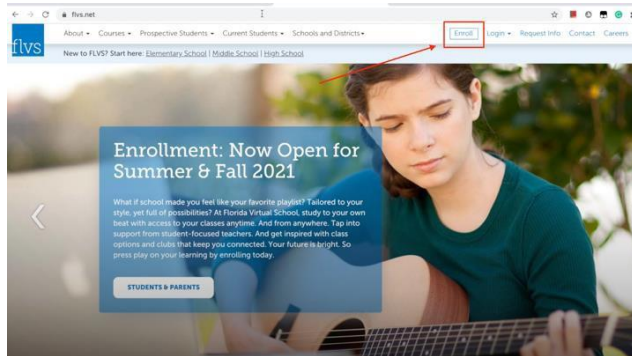 flvs.net
flvs
About Courses Prospective Students Current Students Schools and Districts Enroll Login Request Info Contact Careers
New to FLVS? Start here: Elementary School | Middle School | High School
Enrollment: Now Open for
Summer & Fall 2021
What if school made you feel like your favorite playlist? Tailored to your
style, yet full of possibilities? At Florida Virtual School, study to your own
beat with access to your classes anytime. And from anywhere. Tap into
support from student-focused teachers. And get inspired with class
options and clubs that keep you connected. Your future is bright. So
press play on your learning by enrolling today.
STUDENTS & PARENTS